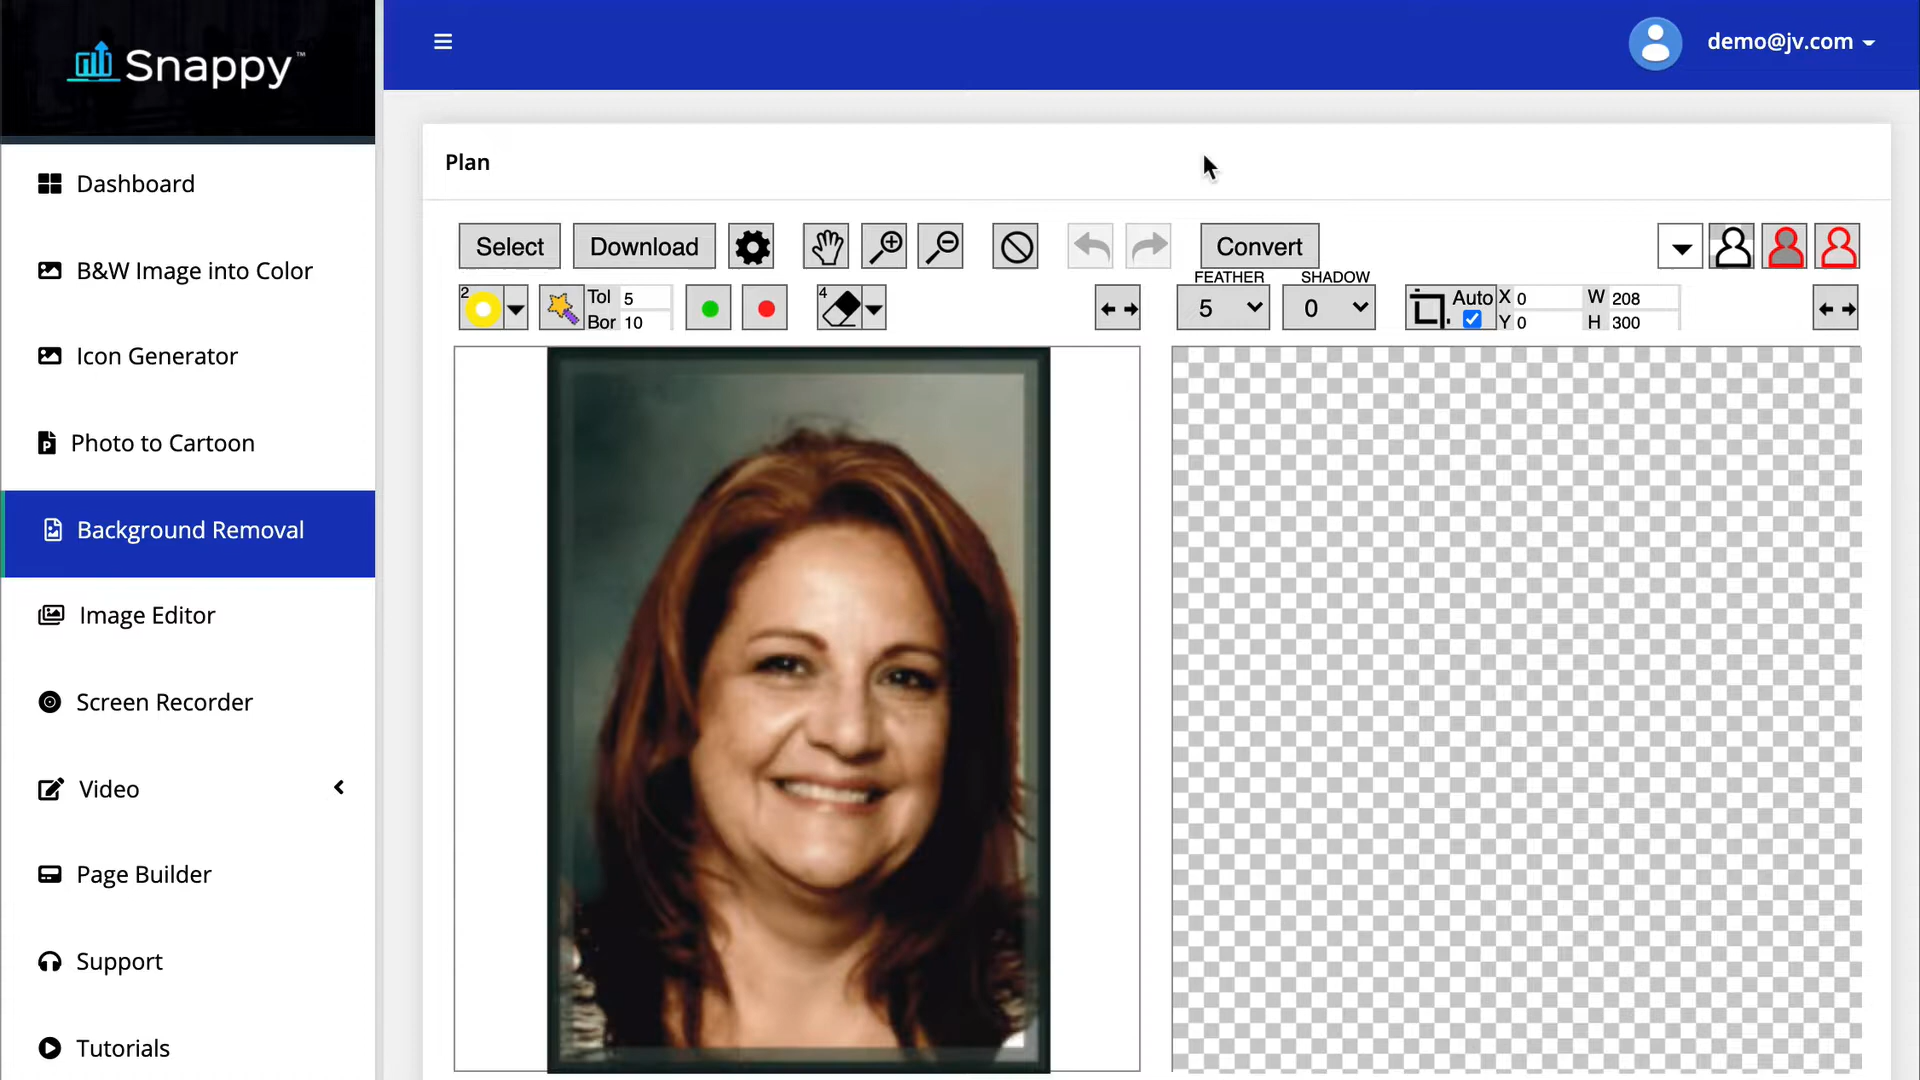 Snappy™
demo@jv.com
Plan
Dashboard
B&W Image into Color
Icon Generator
Photo to Cartoon
Background Removal
Image Editor
Screen Recorder
Video
Page Builder
Support
Tutorials
Select Download Convert
FEATHER SHADOW
2 Tol 5 4 5 0 Auto X 0 W 208
Bor 10 Y 0 H 300